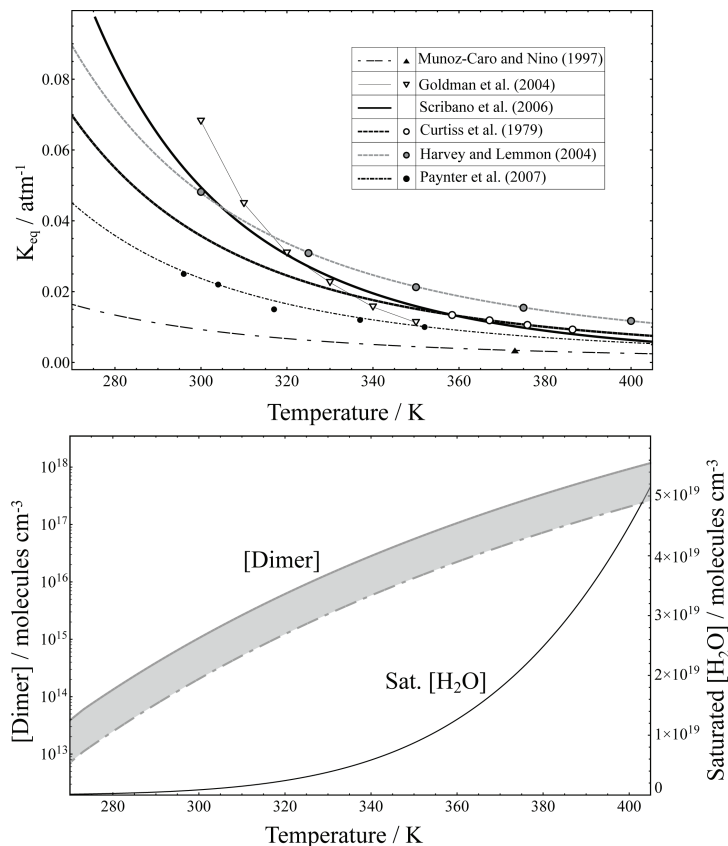 0.08
0.06
0.04
0.02
0.00
K_eq / atm^-1
Munoz-Caro and Nino (1997)
Goldman et al. (2004)
Scribano et al. (2006)
Curtiss et al. (1979)
Harvey and Lemmon (2004)
Paynter et al. (2007)
280 300 320 340 360 380 400
Temperature / K
10^18
10^17
10^16
10^15
10^14
10^13
[Dimer] / molecules cm^-3
[Dimer]
Sat. [H₂O]
5×10^19
4×10^19
3×10^19
2×10^19
1×10^19
0
Saturated [H₂O] / molecules cm^-3
280 300 320 340 360 380 400
Temperature / K